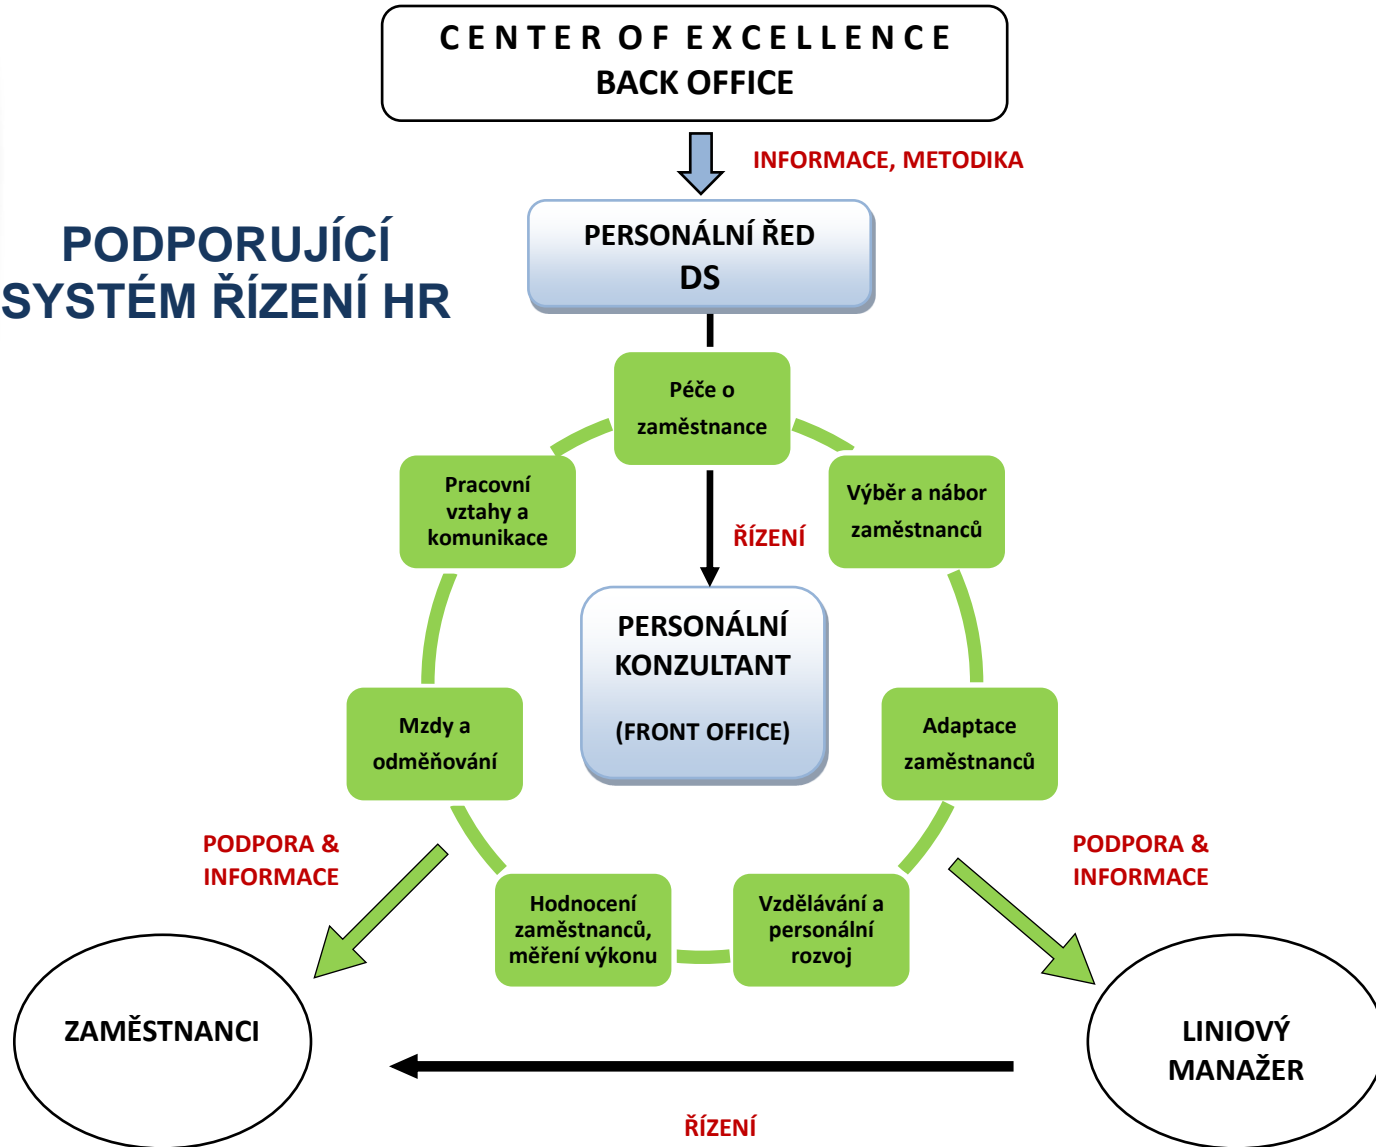 CENTER OF EXCELLENCE
BACK OFFICE
INFORMACE, METODIKA
PODPORUJÍCÍ
SYSTÉM ŘÍZENÍ HR
PERSONÁLNÍ ŘED
DS
Péče o
zaměstnance
Pracovní
vztahy a
komunikace
Výběr a nábor
zaměstnanců
ŘÍZENÍ
PERSONÁLNÍ
KONZULTANT
(FRONT OFFICE)
Mzdy a
odměňování
Adaptace
zaměstnanců
PODPORA &
INFORMACE
PODPORA &
INFORMACE
Hodnocení
zaměstnanců,
měření výkonu
Vzdělávání a
personální
rozvoj
ZAMĚSTNANCI
LINIOVÝ
MANAŽER
ŘÍZENÍ